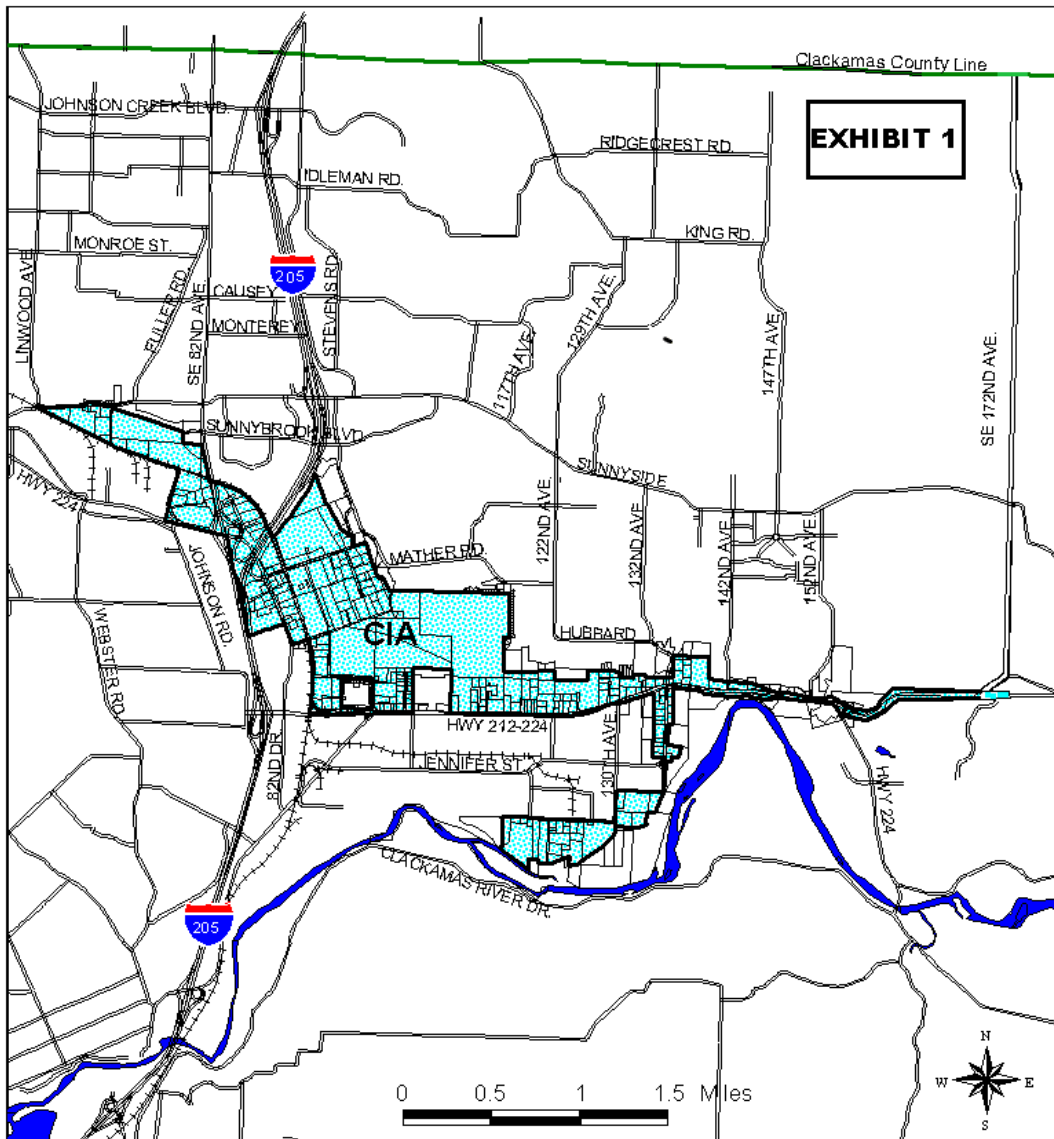 Clackamas County Line
EXHIBIT 1
JOHNSON CREEK BLVD.
RIDGECREST RD.
IDLEMAN RD.
KING RD.
MONROE ST.
205
LINWOOD AVE.
FULLER RD.
SE 82ND AVE.
CAUSEY
STEVENS RD.
MONTEREY
117TH AVE.
129TH AVE.
147TH AVE.
SE 172ND AVE.
SUNNYBROOK BLVD.
SUNNYSIDE
HWY 224
JOHNSON RD.
MATHER RD.
122ND AVE.
132ND AVE.
142ND AVE.
152ND AVE.
WEBSTER RD.
CIA
HUBBARD
HWY 212-224
82ND DR.
JENNIFER ST.
130TH AVE.
HWY 224
CLACKAMAS RIVER DR.
205
N
W E
S
0 0.5 1 1.5 Miles